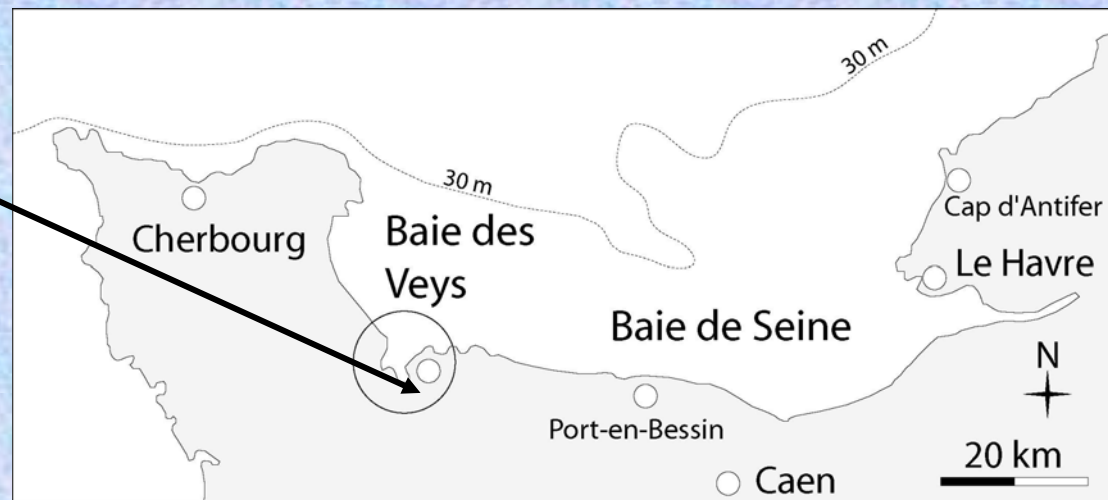 30 m
30 m
Cap d'Antifer
Cherbourg
Baie des
Veys
Le Havre
Baie de Seine
N
Port-en-Bessin
20 km
Caen